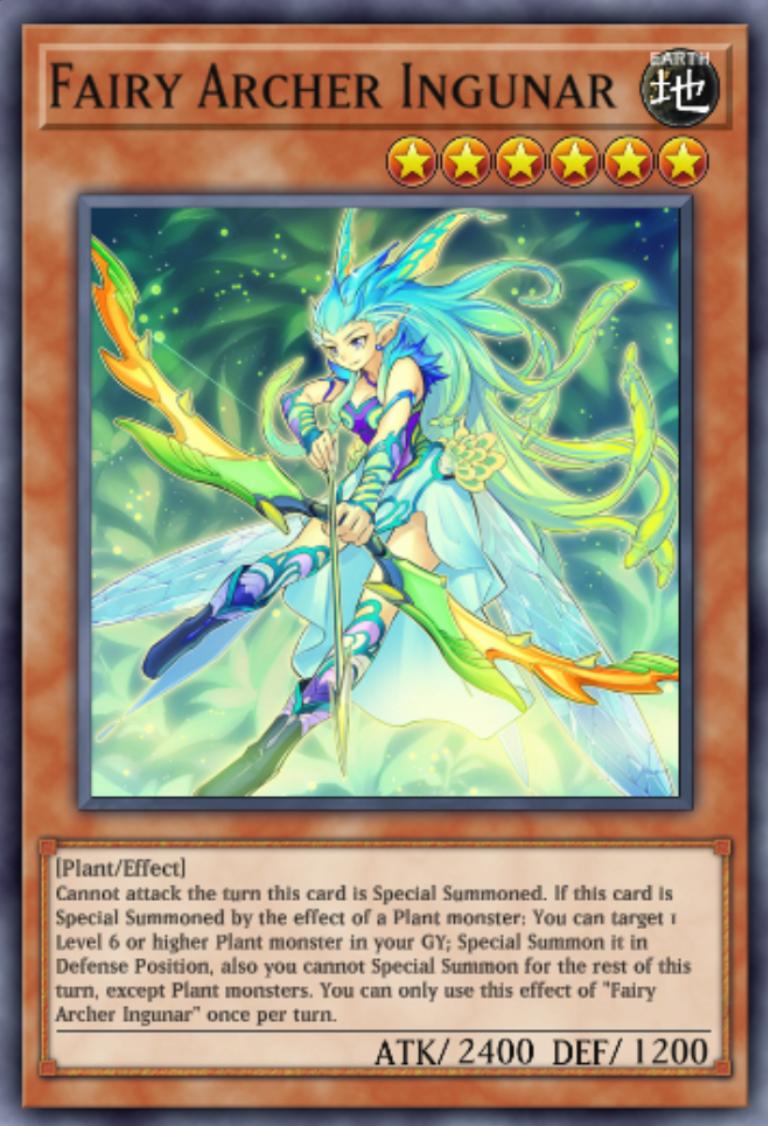 Fairy Archer Ingunar
EARTH
地
[Plant/Effect]
Cannot attack the turn this card is Special Summoned. If this card is
Special Summoned by the effect of a Plant monster: You can target 1
Level 6 or higher Plant monster in your GY; Special Summon it in
Defense Position, also you cannot Special Summon for the rest of this
turn, except Plant monsters. You can only use this effect of "Fairy
Archer Ingunar" once per turn.
ATK/ 2400 DEF/ 1200